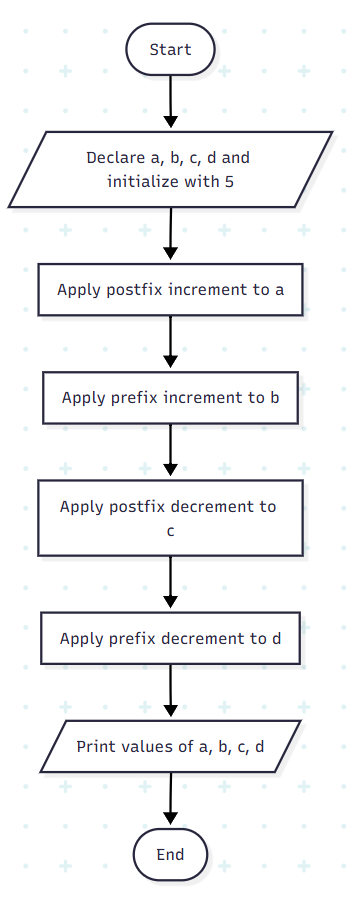 Start
Declare a, b, c, d and
initialize with 5
Apply postfix increment to a
Apply prefix increment to b
Apply postfix decrement to
c
Apply prefix decrement to d
Print values of a, b, c, d
End